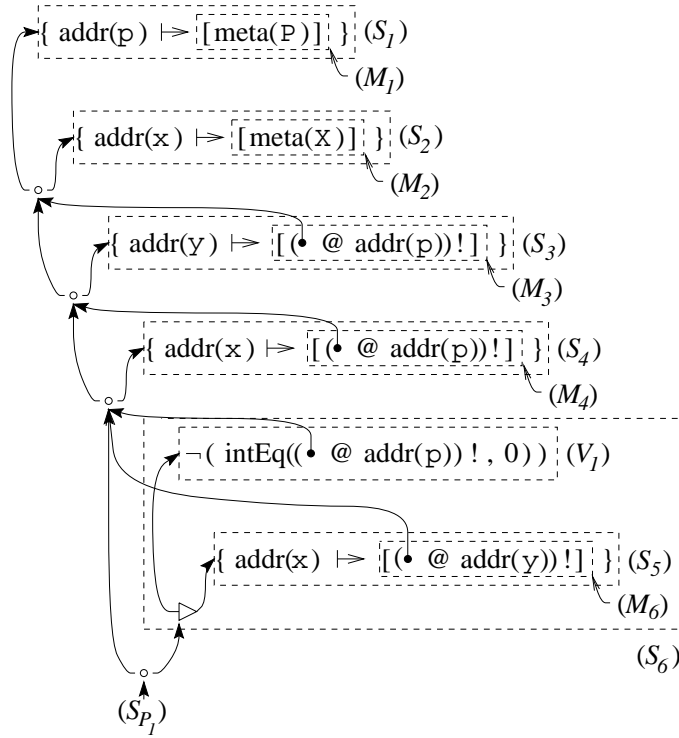 { addr(p) ↦ [meta(P)] } (S1)
(M1)
{ addr(x) ↦ [meta(X)] } (S2)
(M2)
{ addr(y) ↦ [(• @ addr(p))!] } (S3)
(M3)
{ addr(x) ↦ [(• @ addr(p))!] } (S4)
(M4)
¬( intEq((• @ addr(p))!, 0) ) (V1)
{ addr(x) ↦ [(• @ addr(y))!] } (S5)
(M6)
(S6)
(SP1)